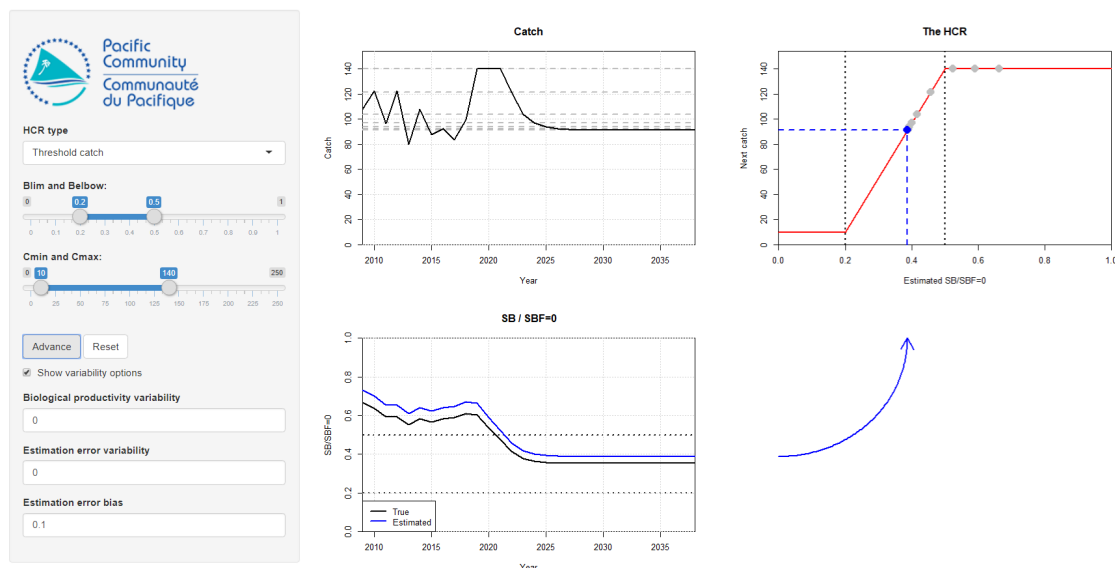 Pacific
Community
Communauté
du Pacifique
HCR type
Threshold catch
Blim and Belbow:
0 0.2 0.5 1
0 0.1 0.2 0.3 0.4 0.5 0.6 0.7 0.8 0.9 1
Cmin and Cmax:
0 10 140 250
0 25 50 75 100 125 150 175 200 225 250
Advance Reset
Show variability options
Biological productivity variability
0
Estimation error variability
0
Estimation error bias
0.1
Catch
Catch
140
120
100
80
60
40
20
0
2010 2015 2020 2025 2030 2035
Year
The HCR
Next catch
140
120
100
80
60
40
20
0
0.0 0.2 0.4 0.6 0.8 1.0
Estimated SB/SBF=0
SB / SBF=0
SB/SBF=0
1.0
0.8
0.6
0.4
0.2
0.0
True
Estimated
2010 2015 2020 2025 2030 2035
Year